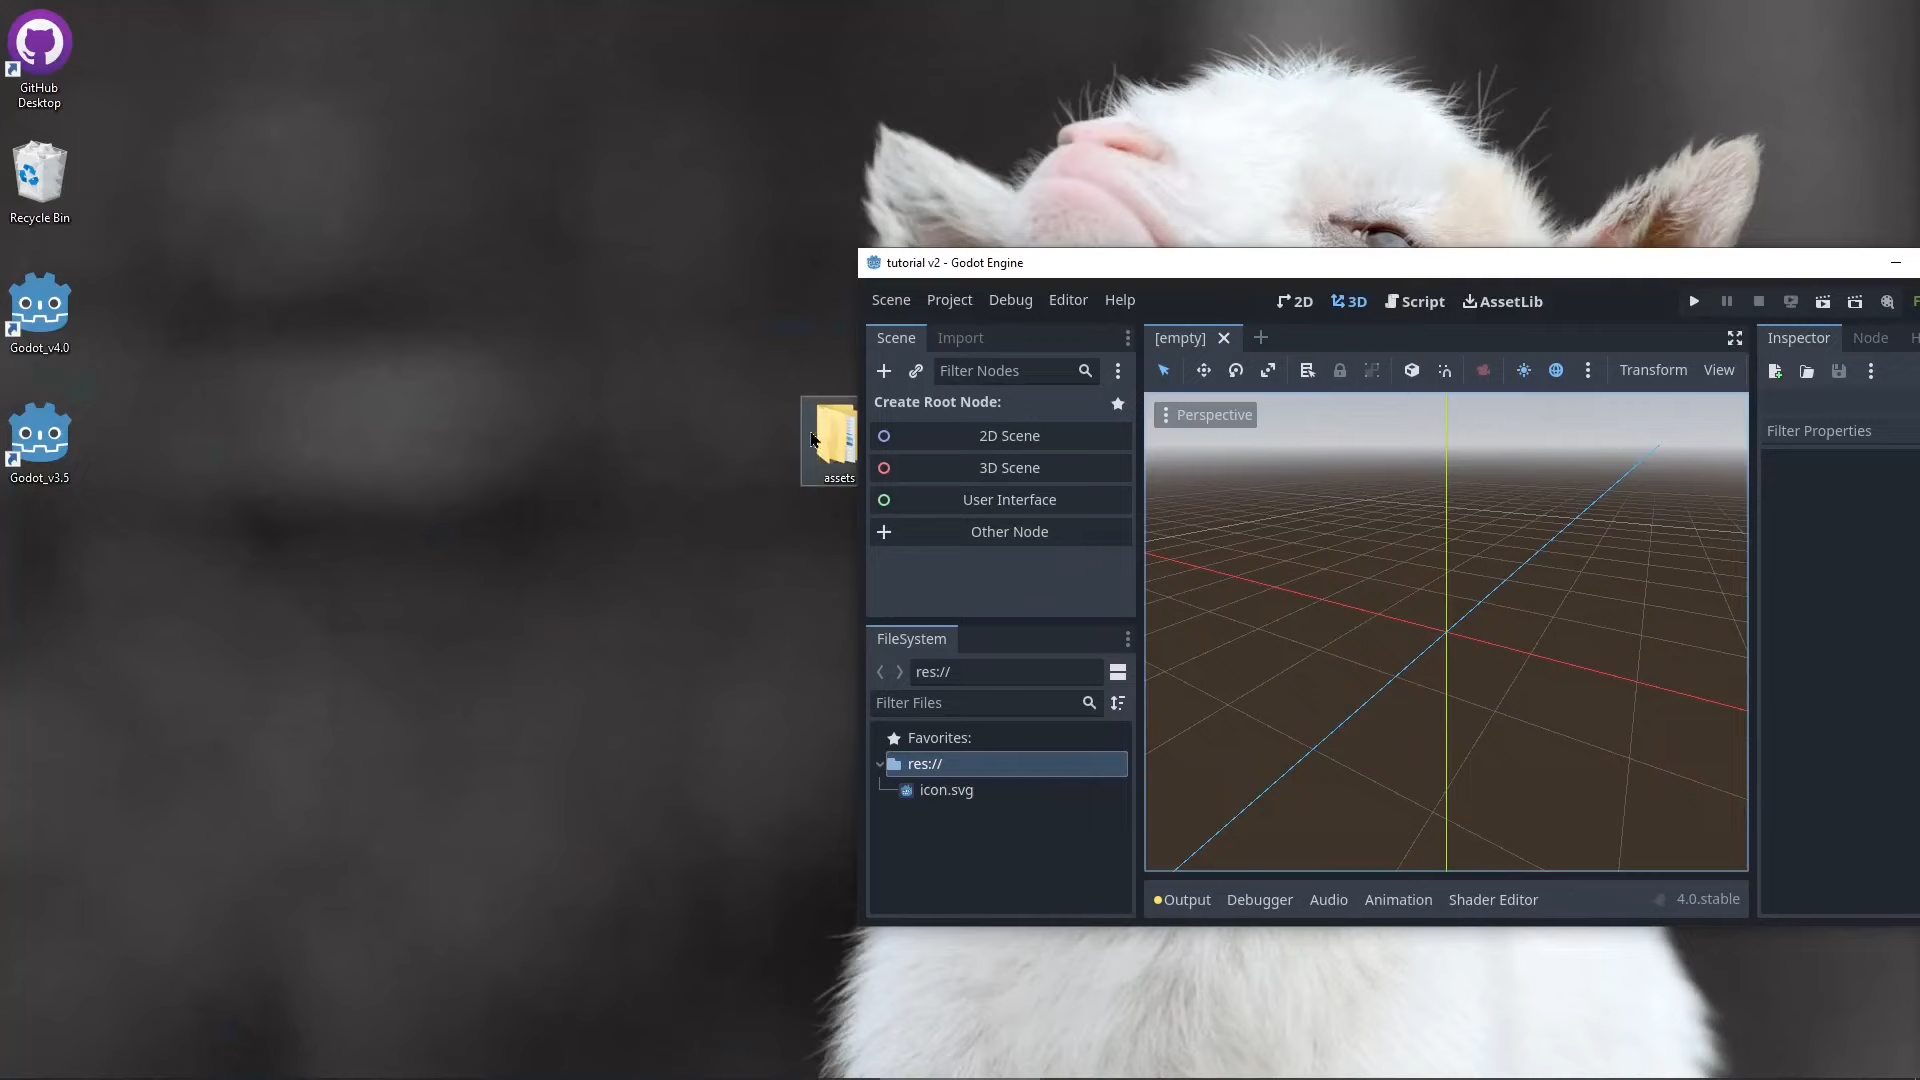 GitHub
Desktop
Recycle Bin
Godot_v4.0
Godot_v3.5
assets
tutorial v2 - Godot Engine
Scene Project Debug Editor Help
2D 3D Script AssetLib
Scene Import
[empty]
Inspector Node
Filter Nodes
Transform View
Create Root Node:
Perspective
Filter Properties
2D Scene
3D Scene
User Interface
Other Node
FileSystem
res://
Filter Files
Favorites:
res://
icon.svg
Output Debugger Audio Animation Shader Editor 4.0.stable